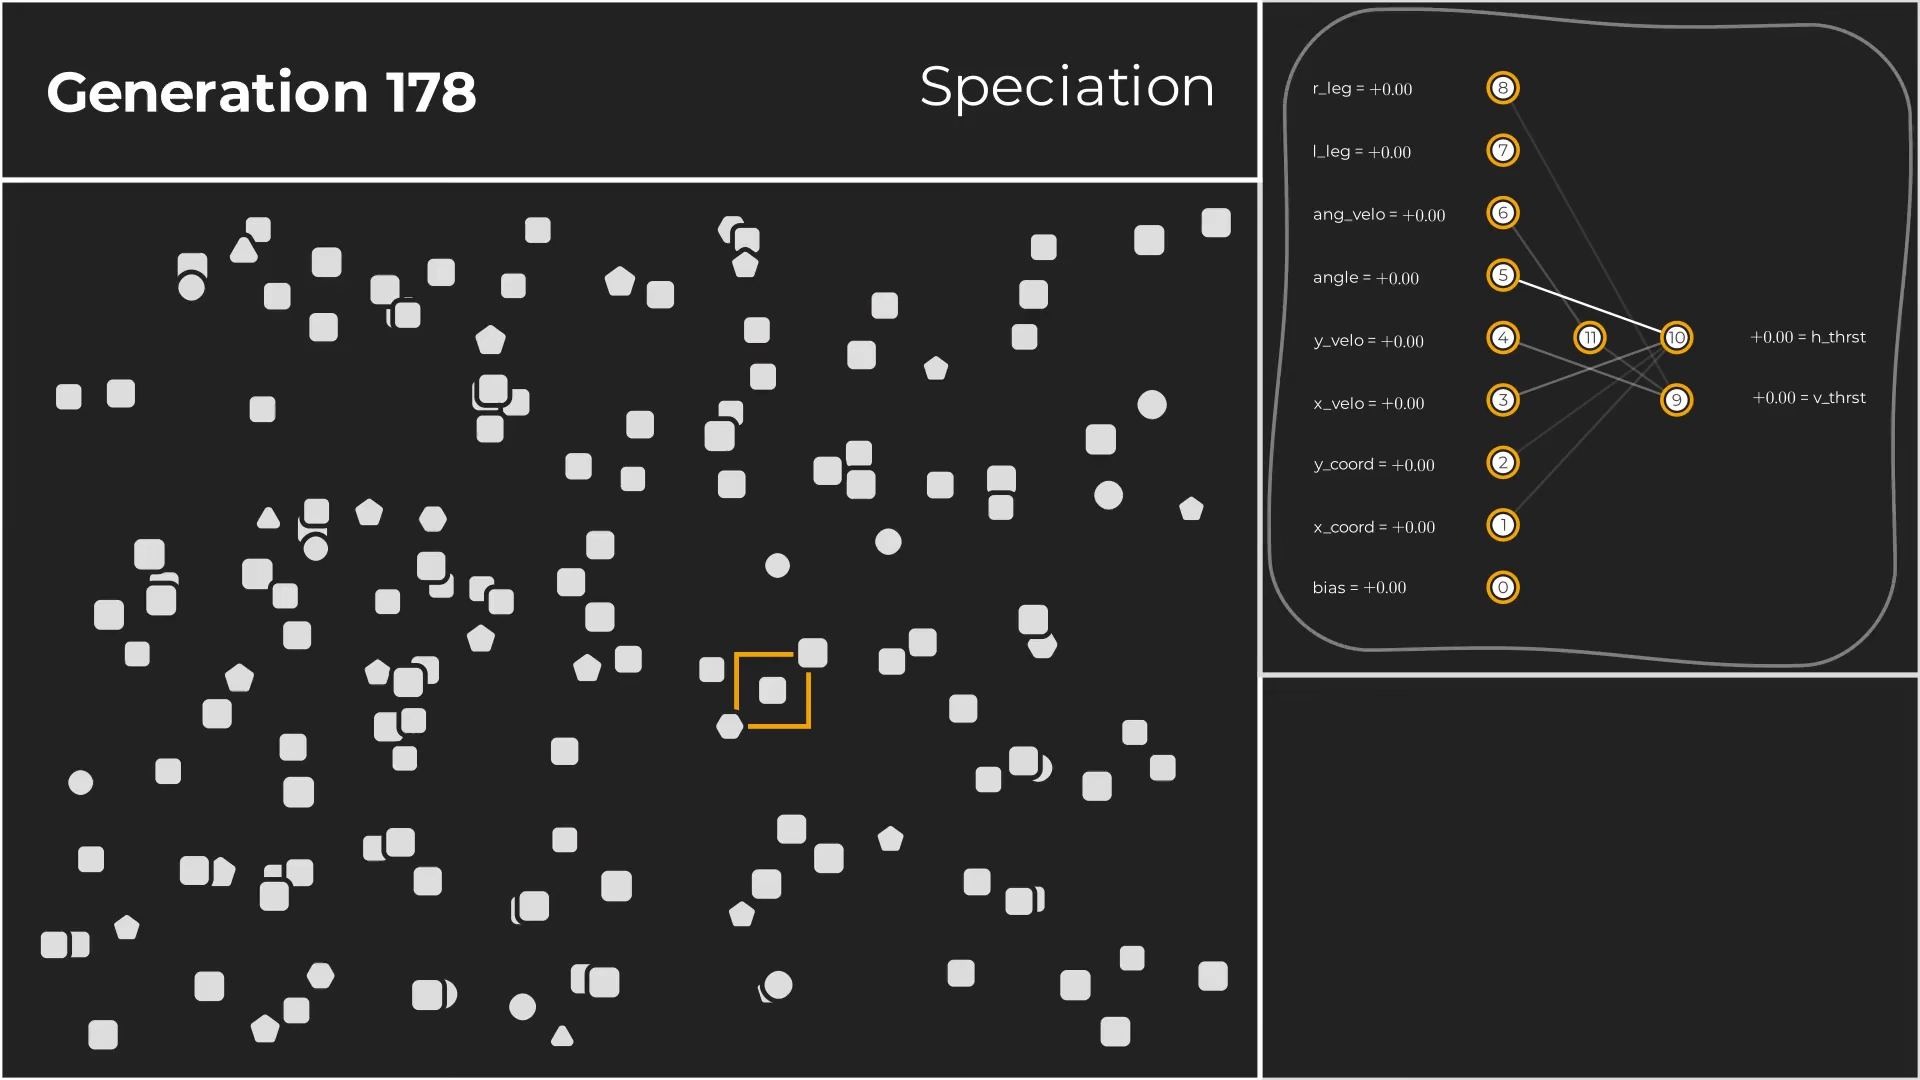 Generation 178
Speciation
r_leg = +0.00
8
l_leg = +0.00
7
ang_velo = +0.00
6
angle = +0.00
5
y_velo = +0.00
4
11
10
+0.00 = h_thrst
x_velo = +0.00
3
9
+0.00 = v_thrst
y_coord = +0.00
2
x_coord = +0.00
1
bias = +0.00
0